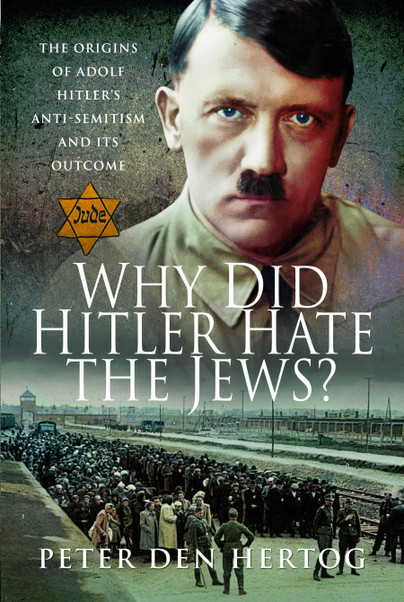 THE ORIGINS
OF ADOLF
HITLER'S
ANTI-SEMITISM
AND ITS
OUTCOME
Jude
WHY DID
HITLER HATE
THE JEWS?
PETER DEN HERTOG